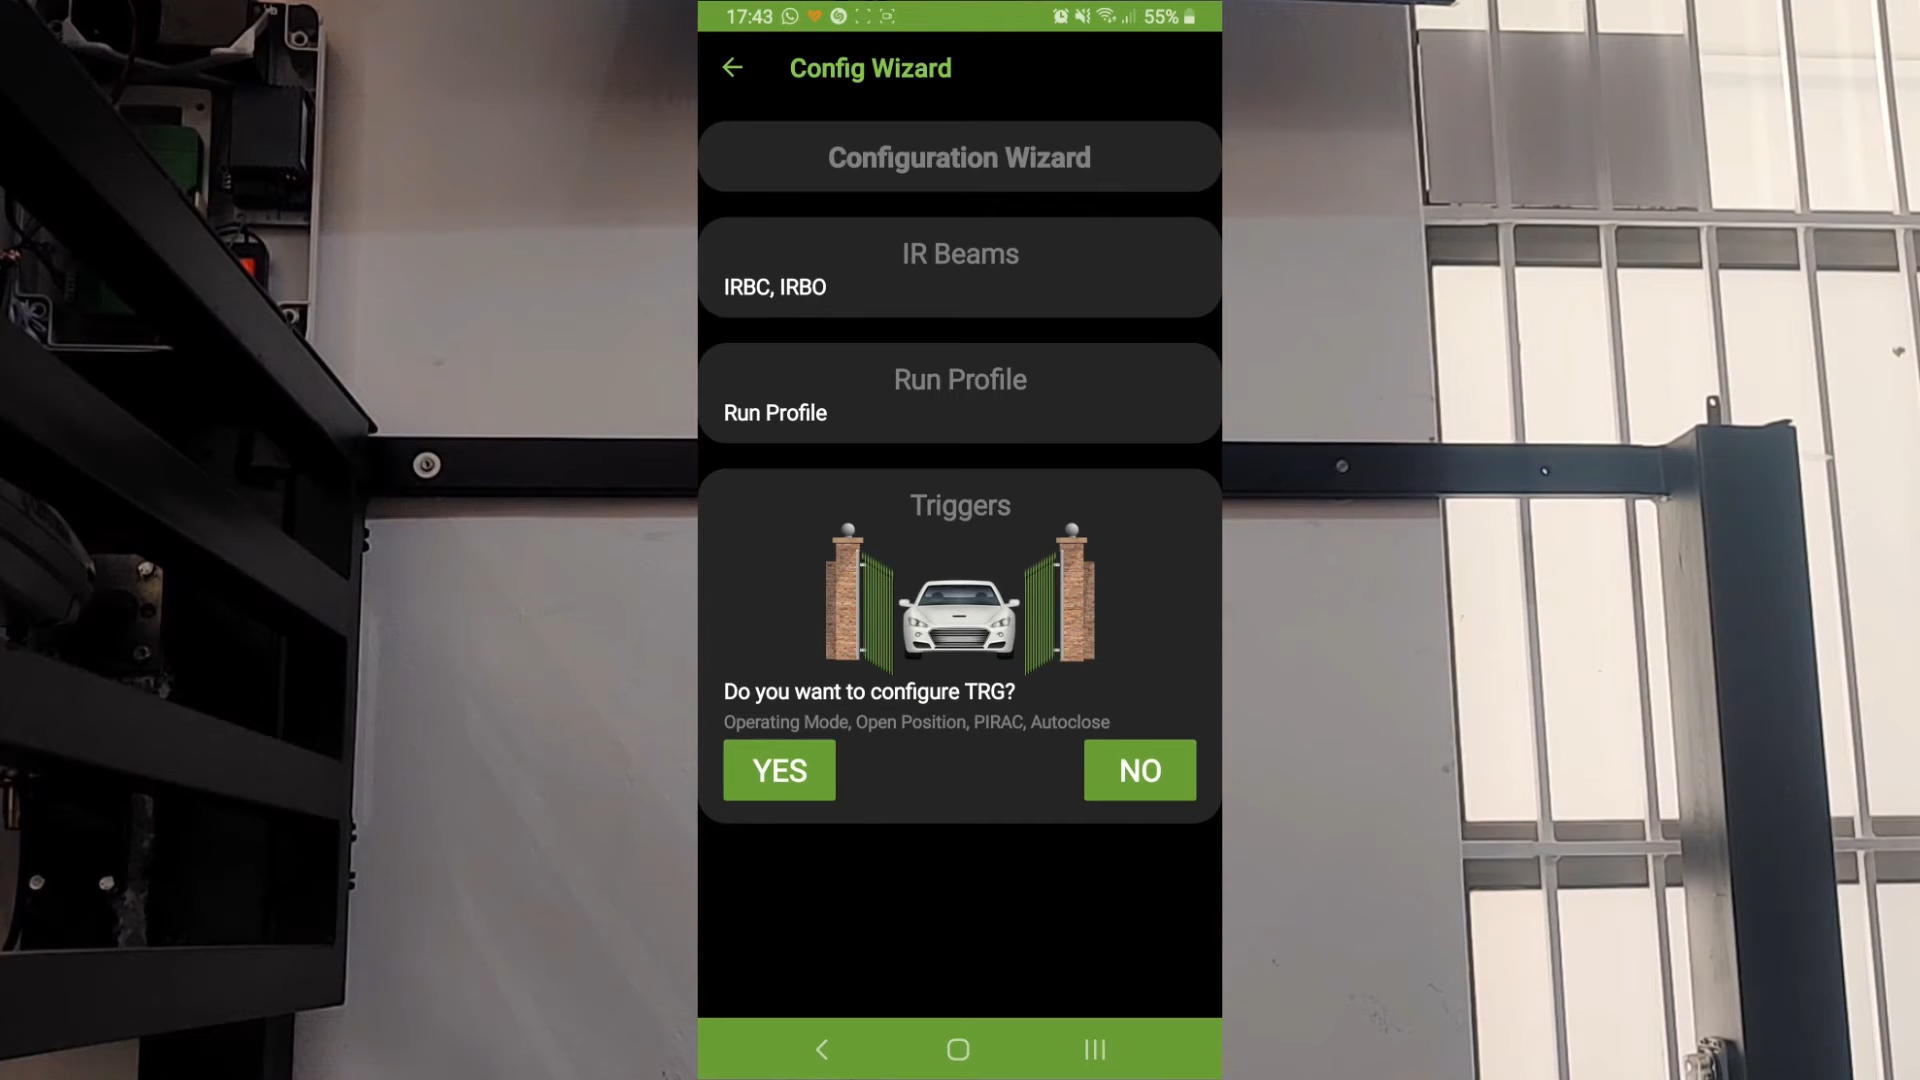 17:43
55%
Config Wizard
Configuration Wizard
IR Beams
IRBC, IRBO
Run Profile
Run Profile
Triggers
Do you want to configure TRG?
Operating Mode, Open Position, PIRAC, Autoclose
YES
NO